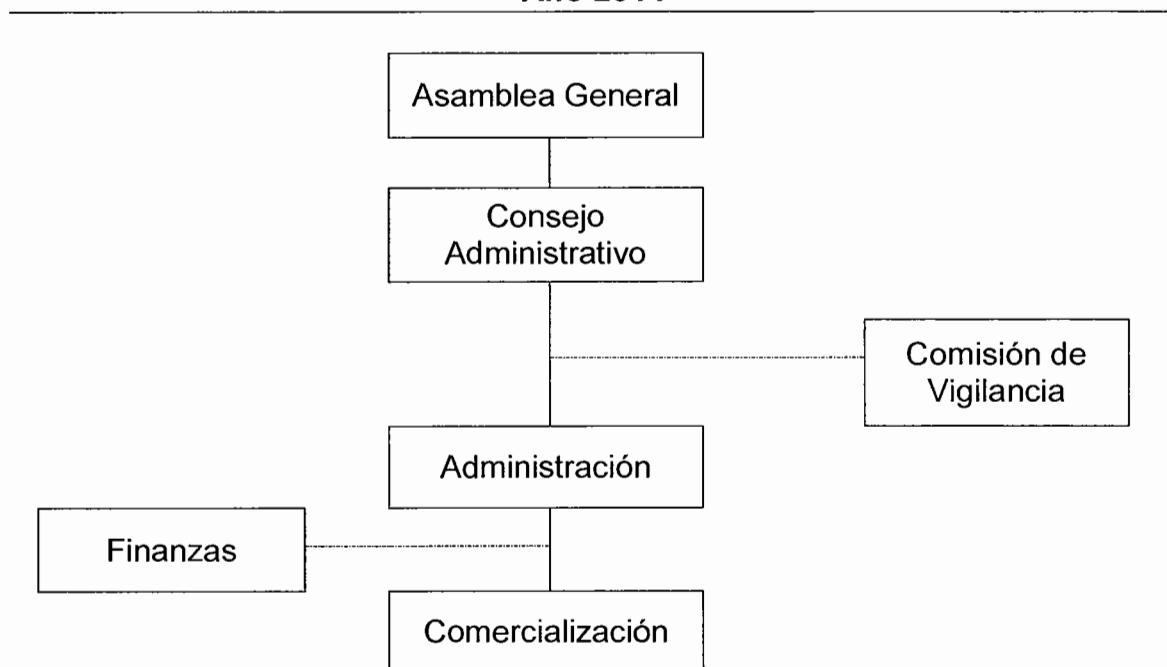 Asamblea General
Consejo
Administrativo
Comisión de
Vigilancia
Administración
Finanzas
Comercialización